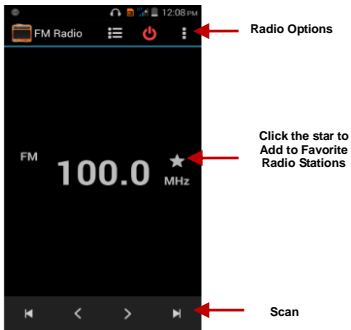 12:08 PM
FM Radio
Radio Options
FM
100.0
MHz
Click the star to
Add to Favorite
Radio Stations
Scan